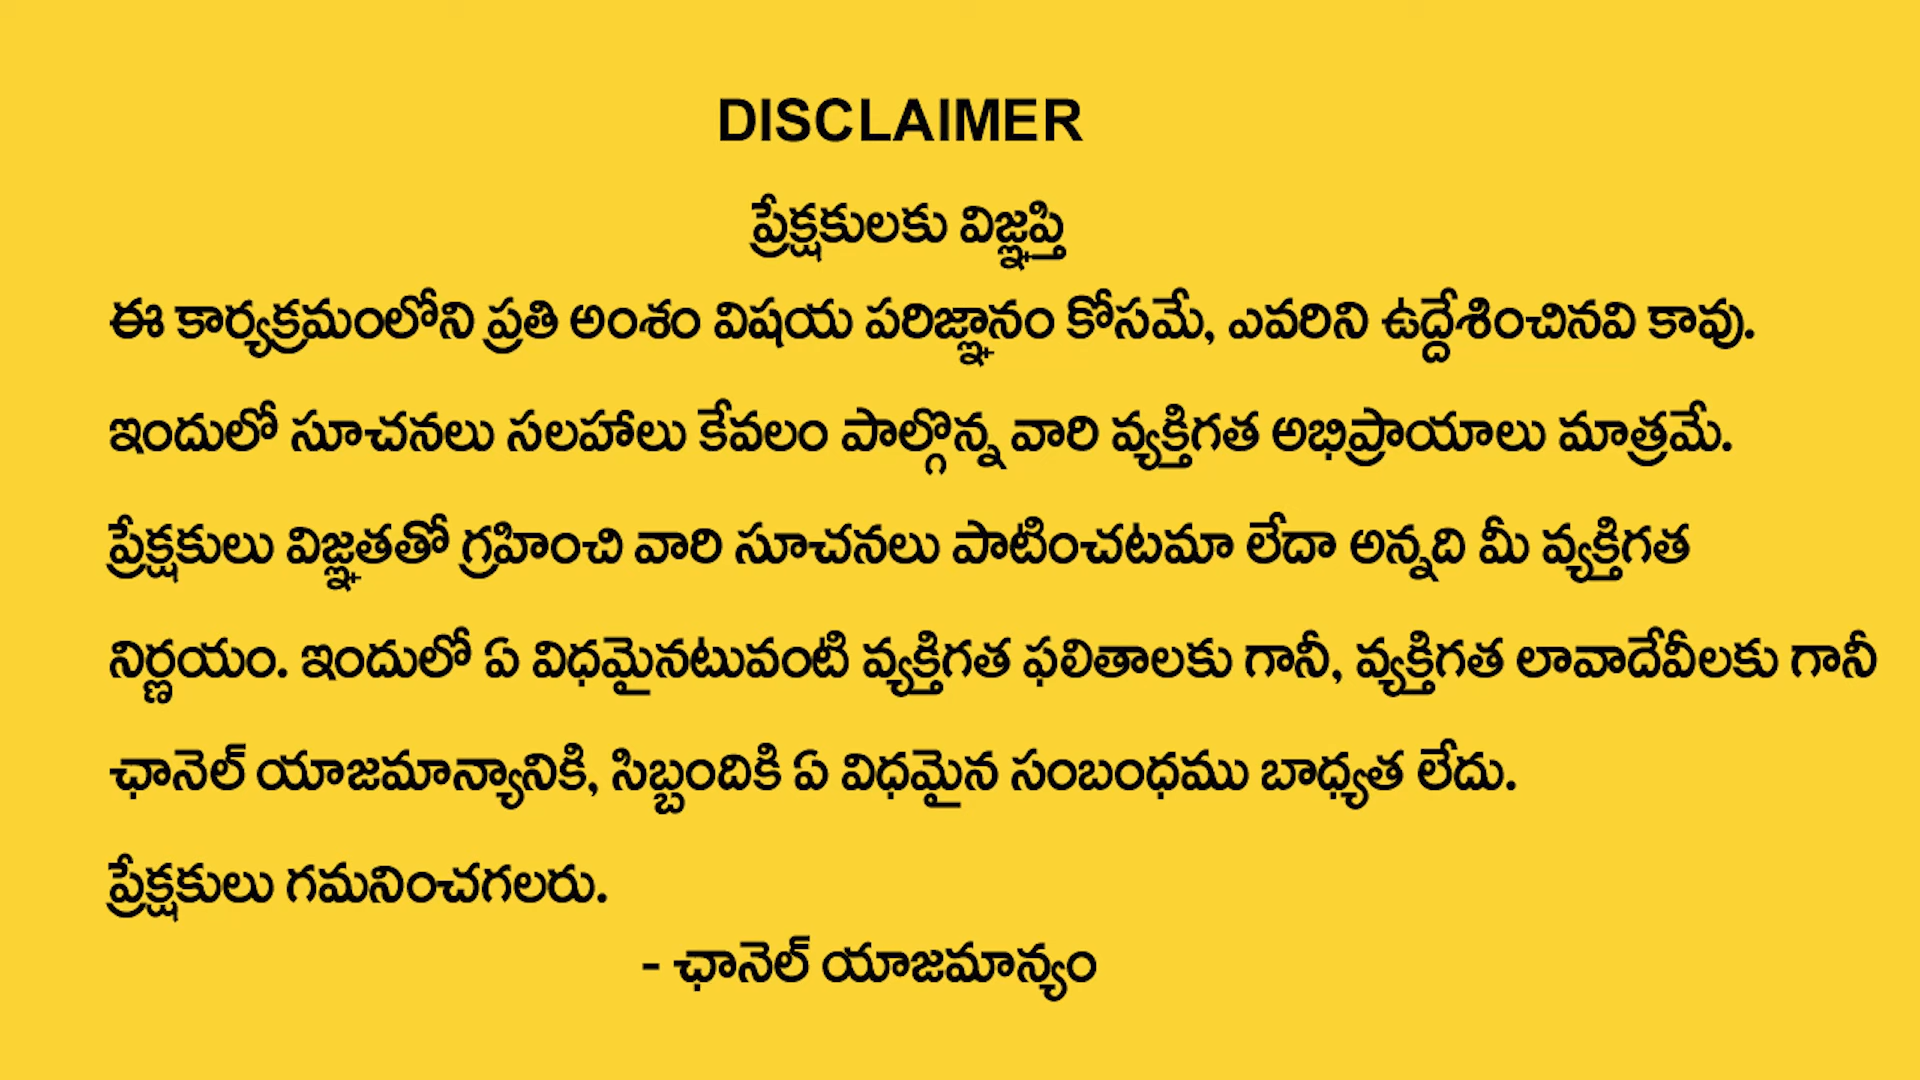 DISCLAIMER
ప్రేక్షకులకు విజ్ఞప్తి
ఈ కార్యక్రమంలోని ప్రతి అంశం విషయ పరిజ్ఞానం కోసమే, ఎవరిని ఉద్దేశించినవి కావు.
ఇందులో సూచనలు సలహాలు కేవలం పాల్గొన్న వారి వ్యక్తిగత అభిప్రాయాలు మాత్రమే.
ప్రేక్షకులు విజ్ఞతతో గ్రహించి వారి సూచనలు పాటించటమా లేదా అన్నది మీ వ్యక్తిగత
నిర్ణయం. ఇందులో ఏ విధమైనటువంటి వ్యక్తిగత ఫలితాలకు గానీ, వ్యక్తిగత లావాదేవీలకు గానీ
ఛానెల్ యాజమాన్యానికి, సిబ్బందికి ఏ విధమైన సంబంధము బాధ్యత లేదు.
ప్రేక్షకులు గమనించగలరు.
- ఛానెల్ యాజమాన్యం